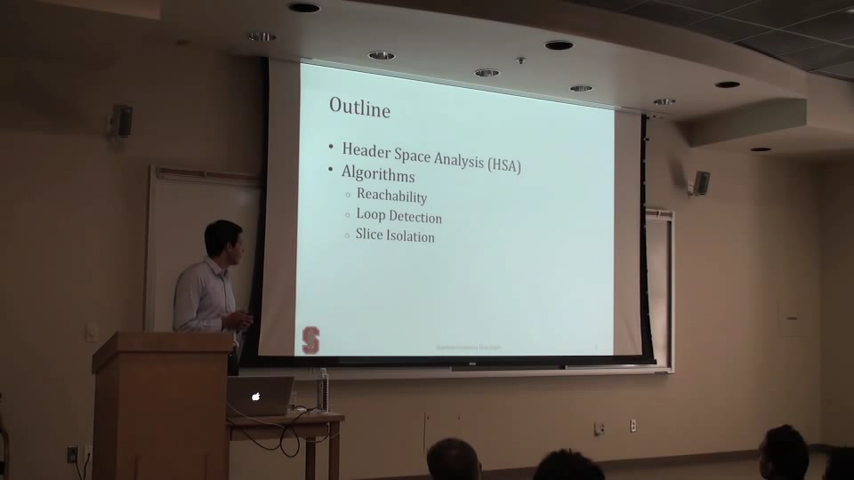 Outline
• Header Space Analysis (HSA)
• Algorithms
○ Reachability
○ Loop Detection
○ Slice Isolation
S